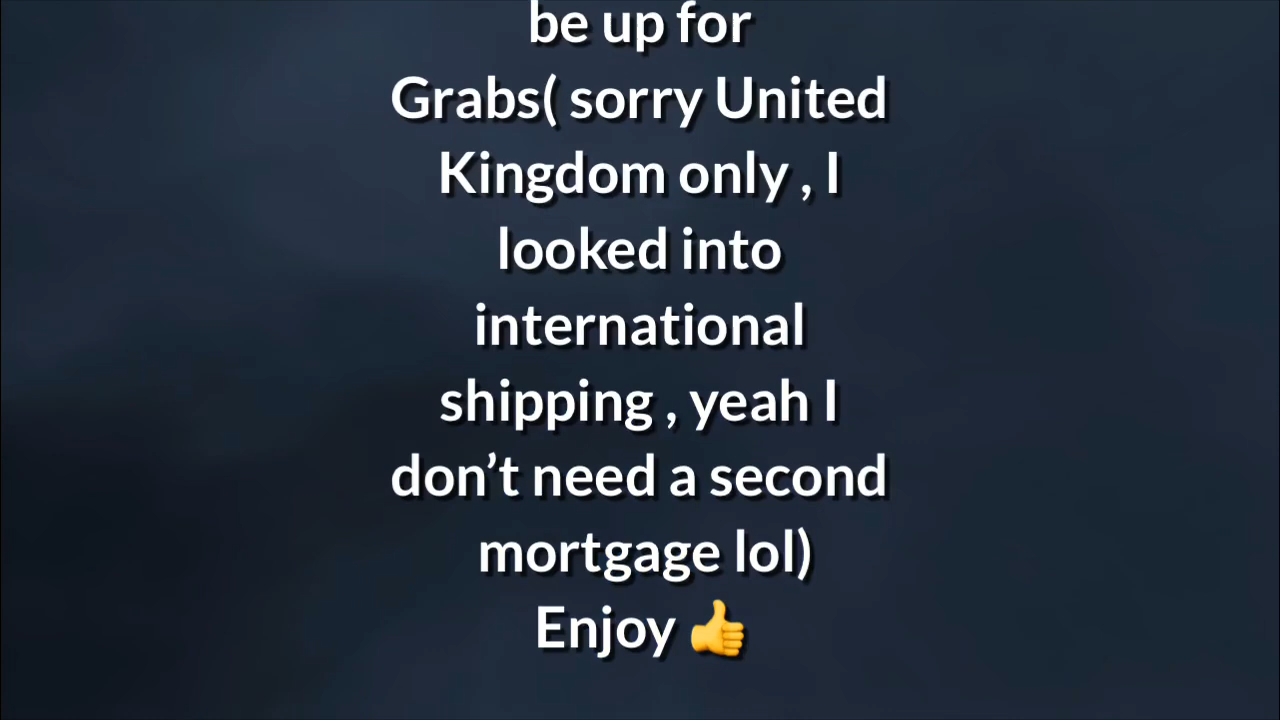 be up for
Grabs( sorry United
Kingdom only , I
looked into
international
shipping , yeah I
don’t need a second
mortgage lol)
Enjoy 👍